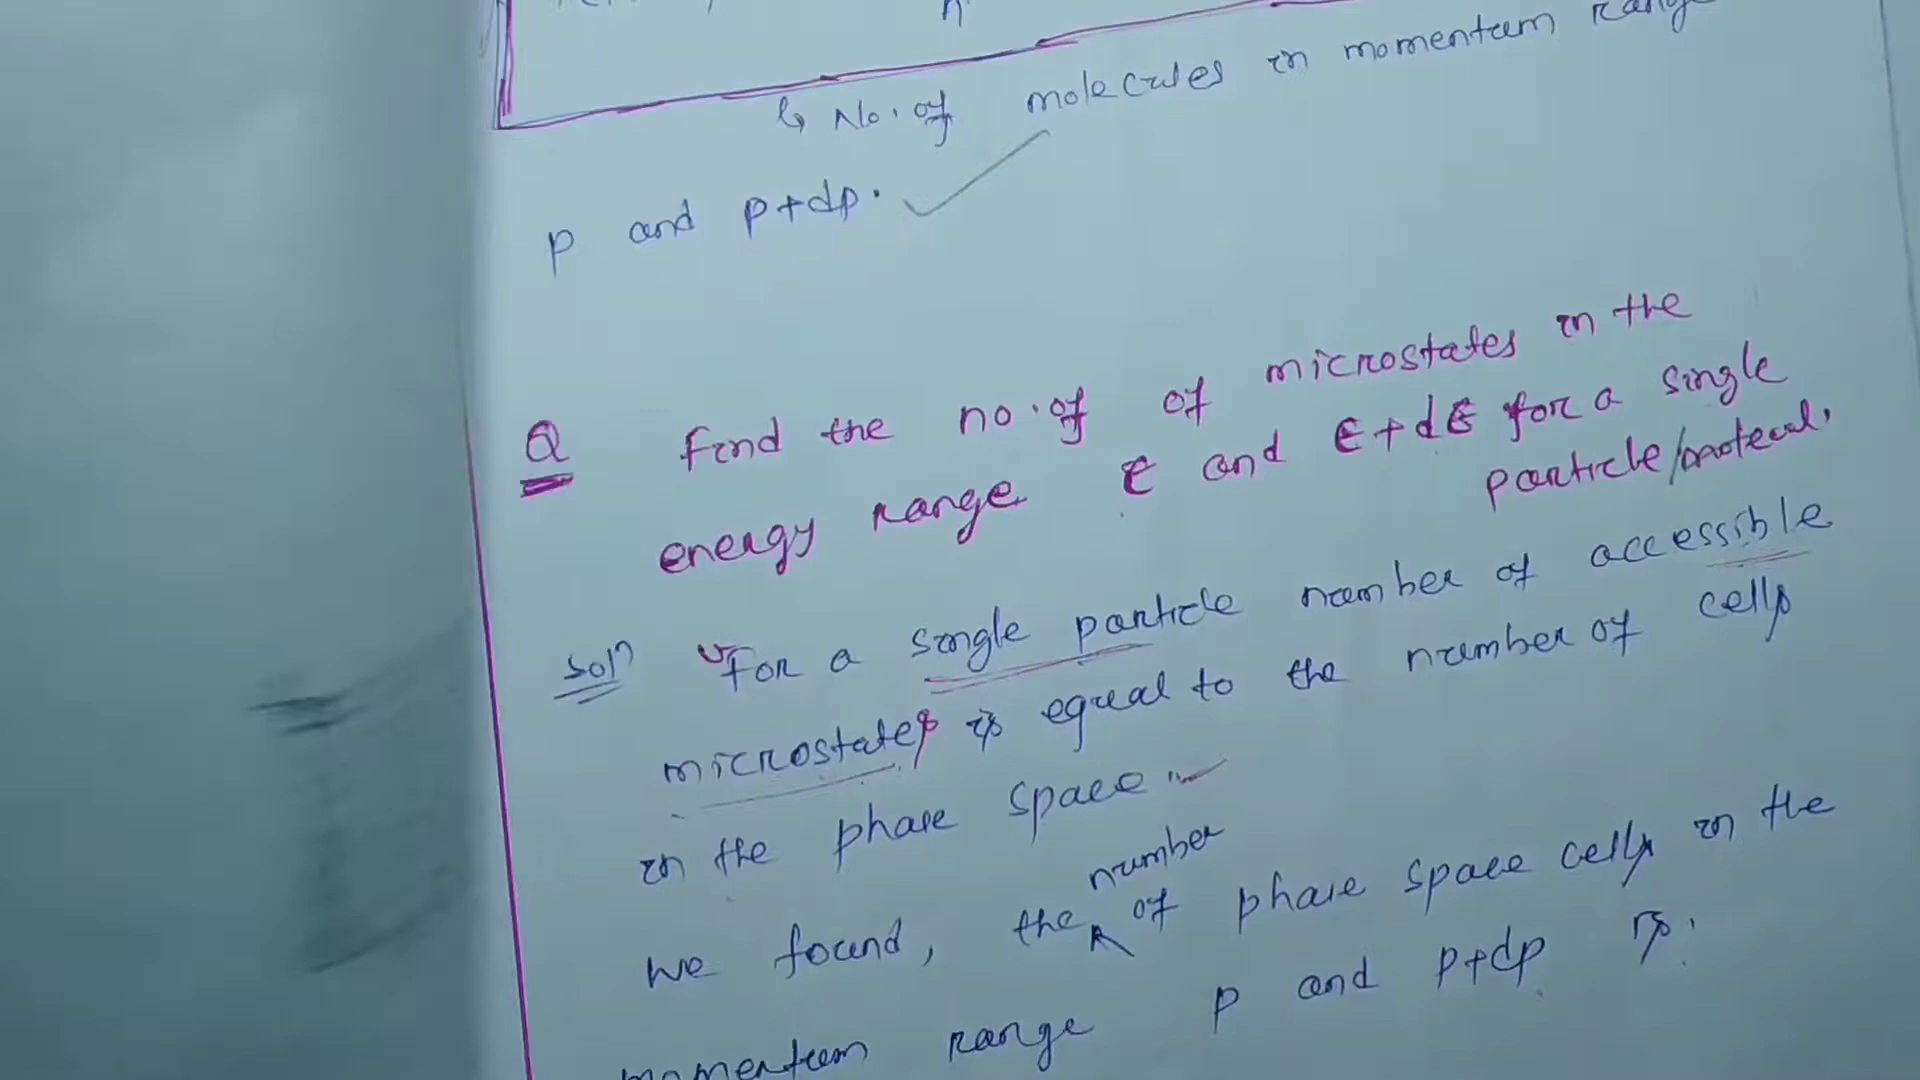 ↳ No. of molecules in momentum range
p and p+dp.
Q Find the no. of of microstates in the
energy range E and E+dE for a single
particle/
Soln For a single particle number of accessible
microstates is equal to the number of cells
in the phase space.
number
we found, the of phase space cells in the
momentum range p and p+dp is.